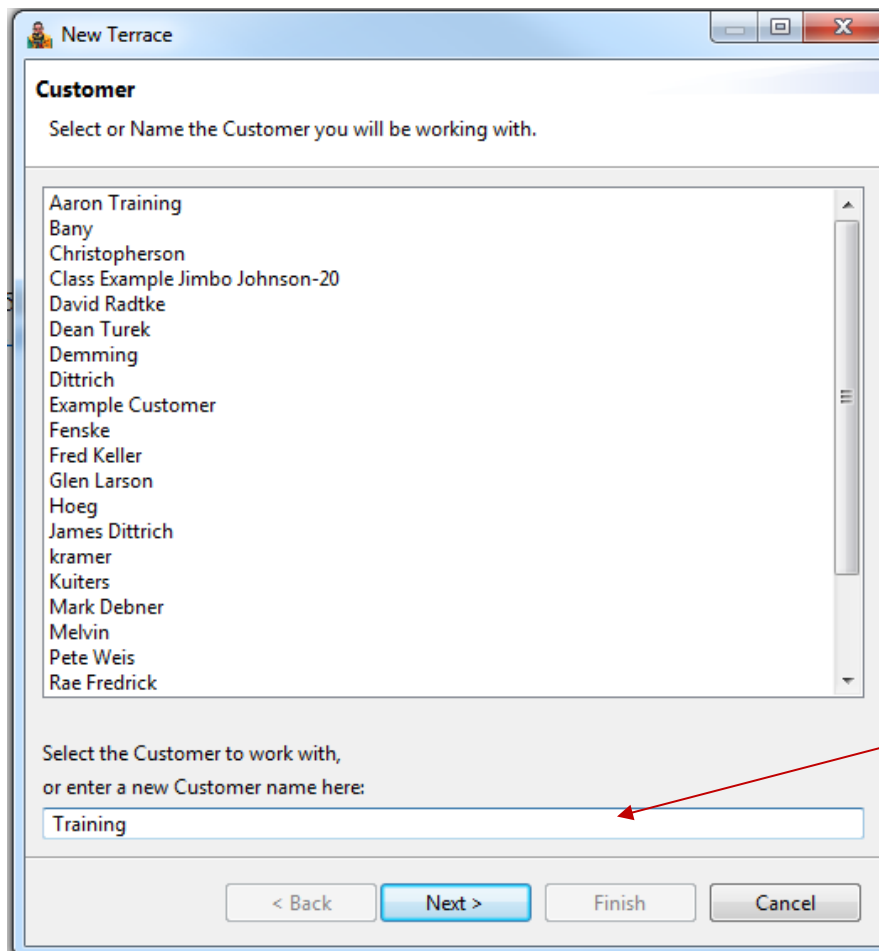 New Terrace
Customer
Select or Name the Customer you will be working with.
Aaron Training
Bany
Christopherson
Class Example Jimbo Johnson-20
David Radtke
Dean Turek
Demming
Dittrich
Example Customer
Fenske
Fred Keller
Glen Larson
Hoeg
James Dittrich
kramer
Kuiters
Mark Debner
Melvin
Pete Weis
Rae Fredrick
Select the Customer to work with,
or enter a new Customer name here:
Training
< Back Next > Finish Cancel